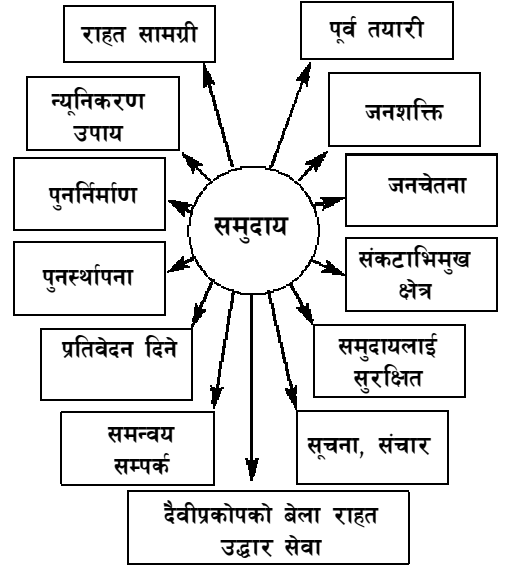 राहत सामग्री
पूर्व तयारी
न्यूनिकरण
उपाय
जनशक्ति
पुनर्निर्माण
जनचेतना
समुदाय
पुनर्स्थापना
संकटाभिमुख
क्षेत्र
प्रतिवेदन दिने
समुदायलाई
सुरक्षित
समन्वय
सम्पर्क
सूचना, संचार
दैवीप्रकोपको बेला राहत
उद्धार सेवा